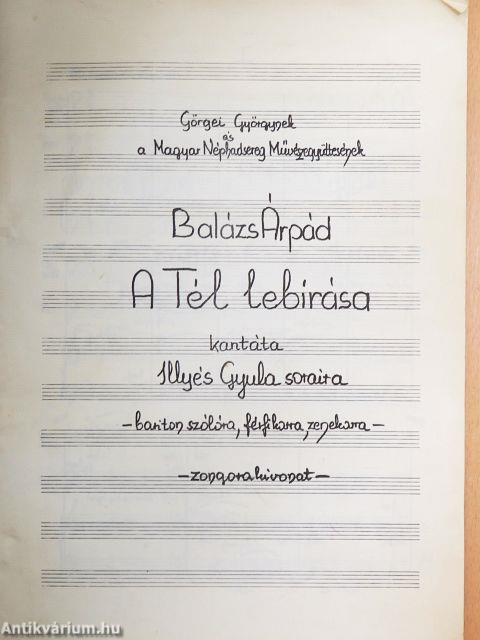 Görgei Györgynek
és
a Magyar Néphadsereg Művészegyüttesének
Balázs Árpád
A Tél lebírása
kantáta
Illyés Gyula soraira
- bariton szólóra, férfikarra, zenekarra -
- zongorakivonat -
Antikvárium.hu